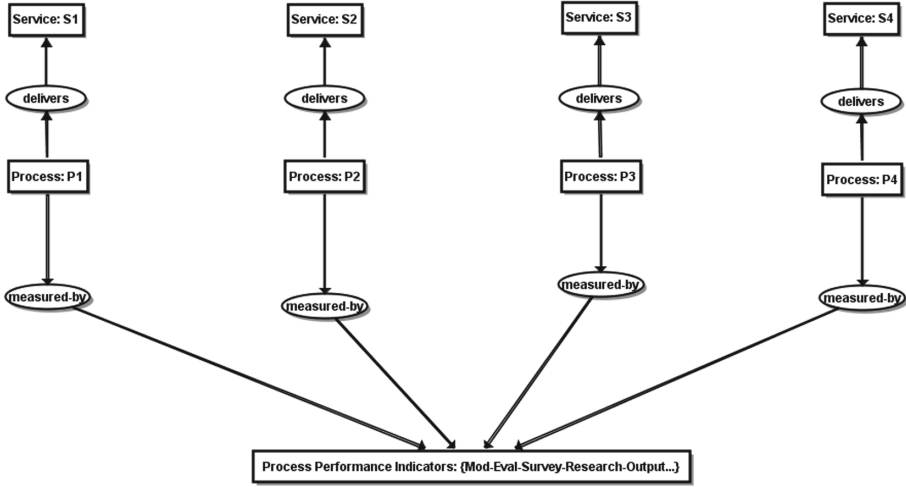 Service: S1
Service: S2
Service: S3
Service: S4
delivers
delivers
delivers
delivers
Process: P1
Process: P2
Process: P3
Process: P4
measured-by
measured-by
measured-by
measured-by
Process Performance Indicators: {Mod-Eval-Survey-Research-Output...}